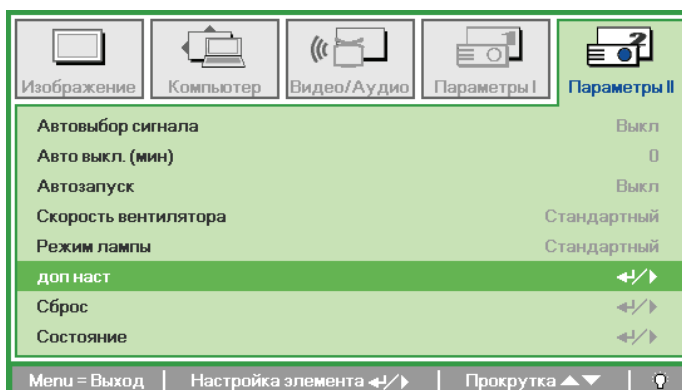 Изображение
Компьютер
Видео/Аудио
Параметры I
Параметры II
Автовыбор сигнала Выкл
Авто выкл. (мин) 0
Автозапуск Выкл
Скорость вентилятора Стандартный
Режим лампы Стандартный
доп наст
Сброс
Состояние
Menu = Выход Настройка элемента Прокрутка